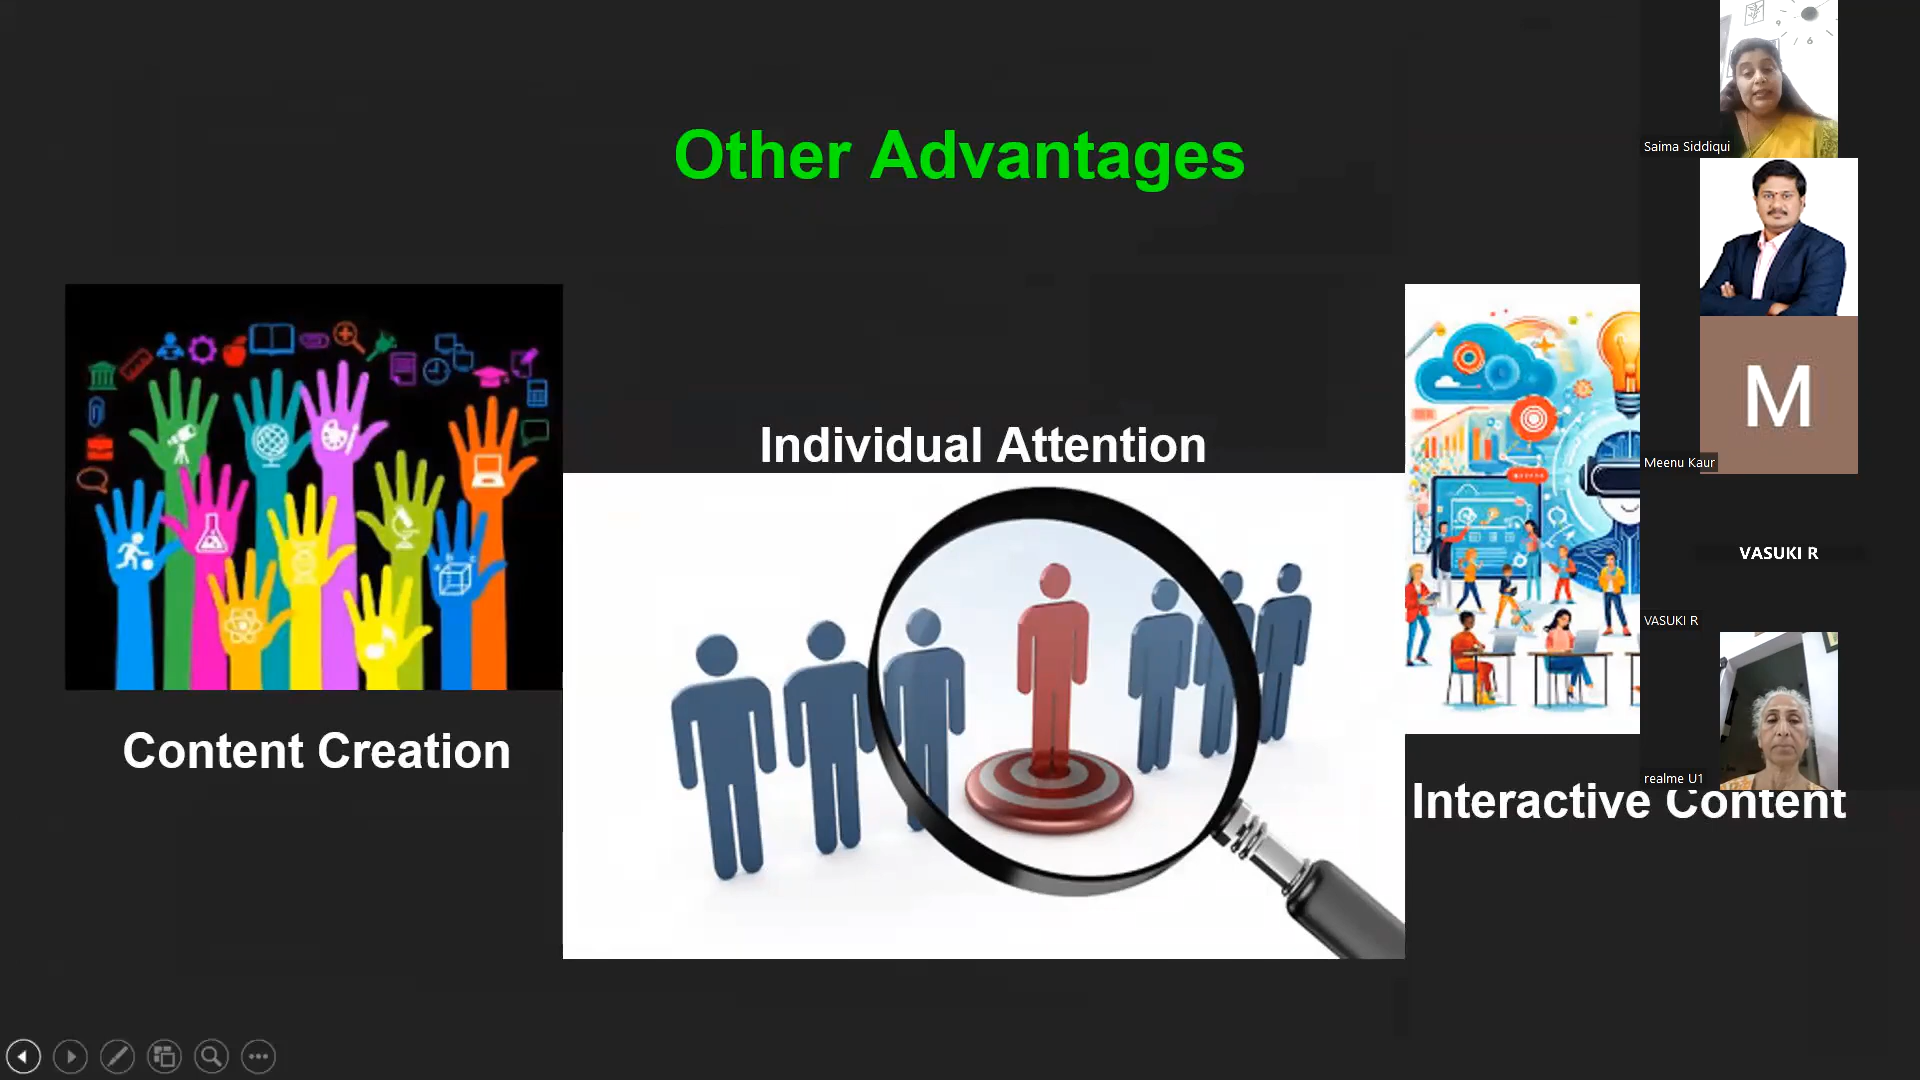 Other Advantages
Saima Siddiqui
Individual Attention
M
Meenu Kaur
VASUKI R
VASUKI R
Content Creation
realme U1
Interactive Content